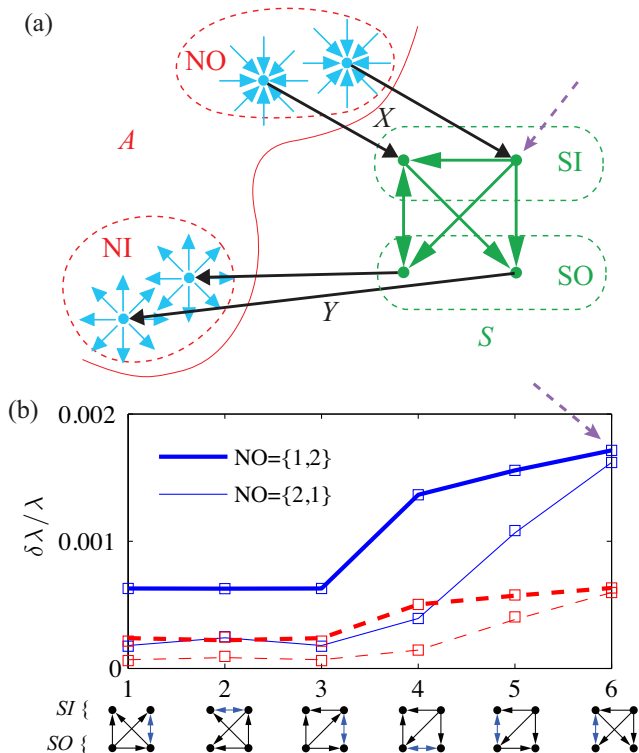 (a)
NO
X
A
SI
NI
SO
Y
S
(b)
0.002
NO={1,2}
NO={2,1}
δλ/λ
0.001
0
1 2 3 4 5 6
SI {
SO {